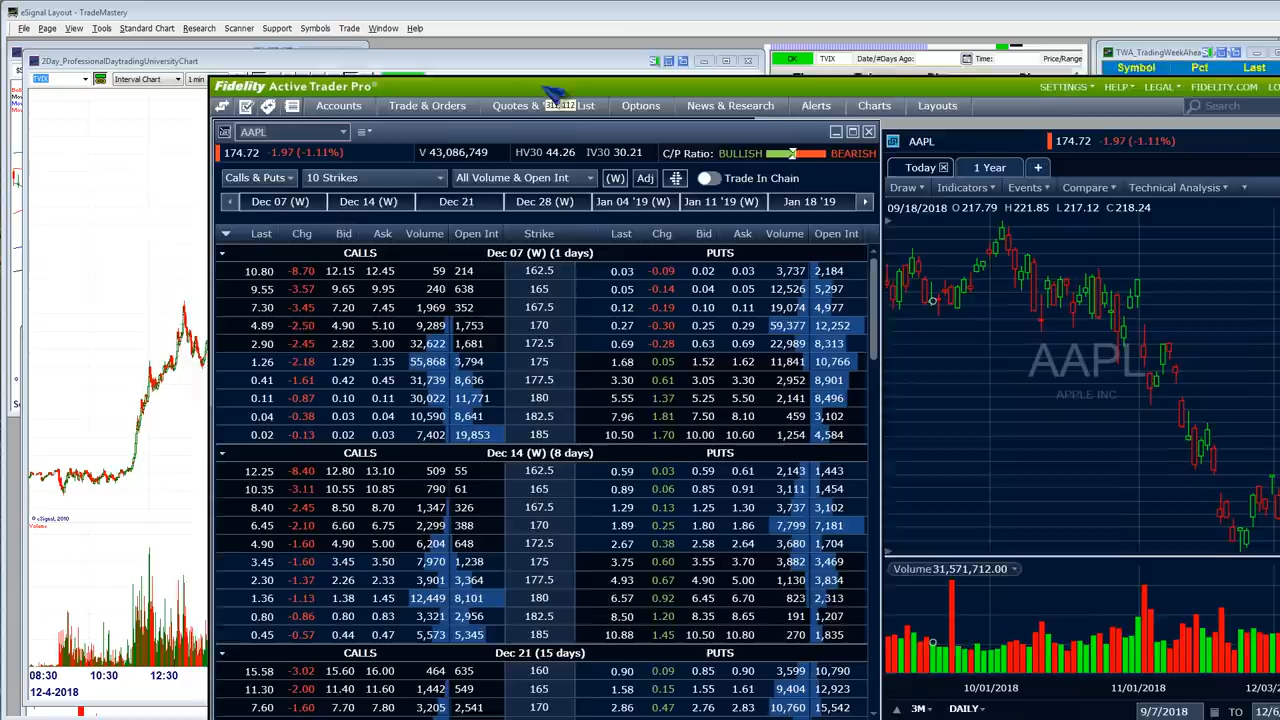 eSignal Layout - TradeMastery
File Page View Tools Standard Chart Research Scanner Support Symbols Trade Window Help
2Day_ProfessionalDaytradingUniversityChart
TVIX Interval Chart 1 min
OK TVIX Date/#Days Ago: Time: Price/Range
TWA_TradingWeekAhea
Symbol Pct Last
Fidelity Active Trader Pro
SETTINGS HELP LEGAL FIDELITY.COM LO
Accounts Trade & Orders Quotes & List Options News & Research Alerts Charts Layouts Search
AAPL
174.72 -1.97 (-1.11%) V 43,086,749 HV30 44.26 IV30 30.21 C/P Ratio: BULLISH BEARISH
Calls & Puts 10 Strikes All Volume & Open Int (W) Adj Trade In Chain
Dec 07 (W) Dec 14 (W) Dec 21 Dec 28 (W) Jan 04 '19 (W) Jan 11 '19 (W) Jan 18 '19
Last Chg Bid Ask Volume Open Int Strike Last Chg Bid Ask Volume Open Int
CALLS Dec 07 (W) (1 days) PUTS
10.80 -8.70 12.15 12.45 59 214 162.5 0.03 -0.09 0.02 0.03 3,737 2,184
9.55 -3.57 9.65 9.95 240 638 165 0.05 -0.14 0.04 0.05 12,526 5,297
7.30 -3.45 7.20 7.45 1,969 352 167.5 0.12 -0.19 0.10 0.11 19,074 4,977
4.89 -2.50 4.90 5.10 9,289 1,753 170 0.27 -0.30 0.25 0.29 59,377 12,252
2.90 -2.45 2.82 3.00 32,622 1,681 172.5 0.69 -0.28 0.63 0.69 22,989 8,313
1.26 -2.18 1.29 1.35 55,868 3,794 175 1.68 0.05 1.52 1.62 11,841 10,766
0.41 -1.61 0.42 0.45 31,739 8,636 177.5 3.30 0.61 3.05 3.30 2,952 8,901
0.11 -0.87 0.10 0.11 30,022 11,771 180 5.55 1.37 5.25 5.50 2,141 8,496
0.04 -0.38 0.03 0.04 10,590 8,641 182.5 7.96 1.81 7.50 8.10 459 3,102
0.02 -0.13 0.02 0.03 7,402 19,853 185 10.50 1.70 10.00 10.60 1,254 4,584
CALLS Dec 14 (W) (8 days) PUTS
12.25 -8.40 12.80 13.10 509 55 162.5 0.59 0.03 0.59 0.61 2,143 1,443
10.35 -3.11 10.55 10.85 790 61 165 0.89 0.06 0.85 0.91 3,111 1,454
8.40 -2.45 8.50 8.70 1,347 326 167.5 1.29 0.13 1.25 1.30 3,737 3,102
6.45 -2.10 6.60 6.75 2,299 388 170 1.89 0.25 1.80 1.86 7,799 7,181
4.90 -1.60 4.90 5.00 6,204 648 172.5 2.67 0.38 2.58 2.64 3,680 1,704
3.45 -1.60 3.45 3.50 7,970 1,238 175 3.75 0.60 3.55 3.70 3,882 3,469
2.30 -1.37 2.26 2.33 3,901 3,364 177.5 4.93 0.67 4.90 5.00 1,130 3,834
1.36 -1.13 1.38 1.45 12,449 8,101 180 6.57 0.92 6.45 6.70 823 2,313
0.80 -0.86 0.80 0.84 3,321 2,956 182.5 8.50 1.20 8.35 8.65 191 1,207
0.45 -0.57 0.44 0.47 5,573 5,345 185 10.88 1.45 10.50 10.80 270 1,835
CALLS Dec 21 (15 days) PUTS
15.58 -3.02 15.60 16.00 464 635 160 0.90 0.09 0.85 0.90 3,599 10,790
11.30 -2.00 11.40 11.60 1,442 549 165 1.58 0.15 1.55 1.61 9,404 12,923
7.60 -1.60 7.70 7.75 3,205 970 170 2.86 0.47 2.76 2.83 10,760 15,542
AAPL 174.72 -1.97 (-1.11%)
Today 1 Year +
Draw Indicators Events Compare Technical Analysis
09/18/2018 O 217.79 H 221.85 L 217.12 C 218.24
AAPL
APPLE INC
Volume 31,571,712.00
10/01/2018 11/01/2018 12/03/
3M DAILY 9/7/2018 TO 12/6
© eSignal, 2010
Volume
08:30 10:30 12:30
12-4-2018